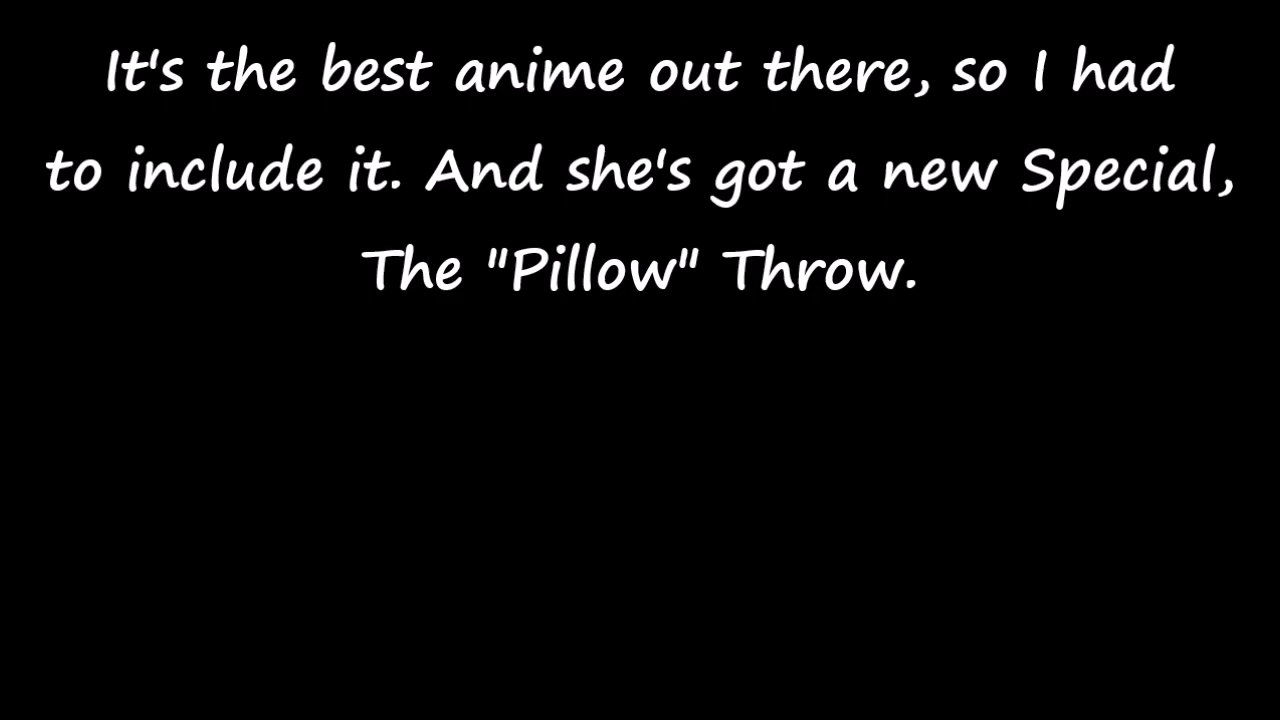 It's the best anime out there, so I had
to include it. And she's got a new Special,
The "Pillow" Throw.